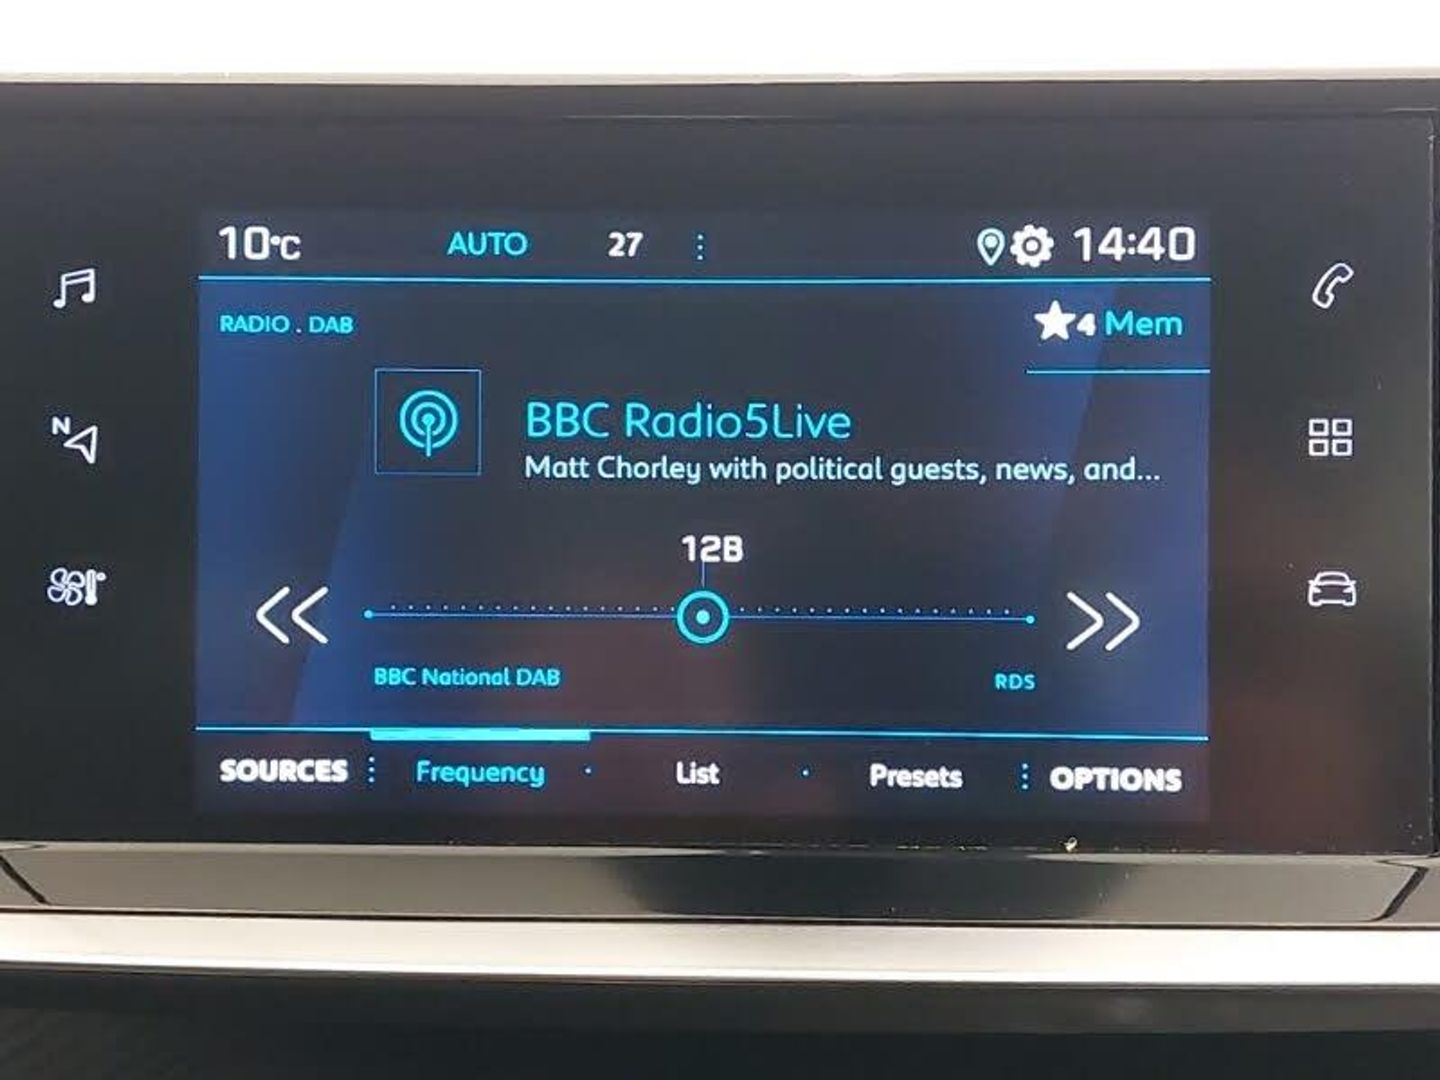 10°C AUTO 27 14:40
RADIO . DAB
4 Mem
BBC Radio5Live
Matt Chorley with political guests, news, and...
N
12B
BBC National DAB
RDS
SOURCES Frequency List Presets OPTIONS